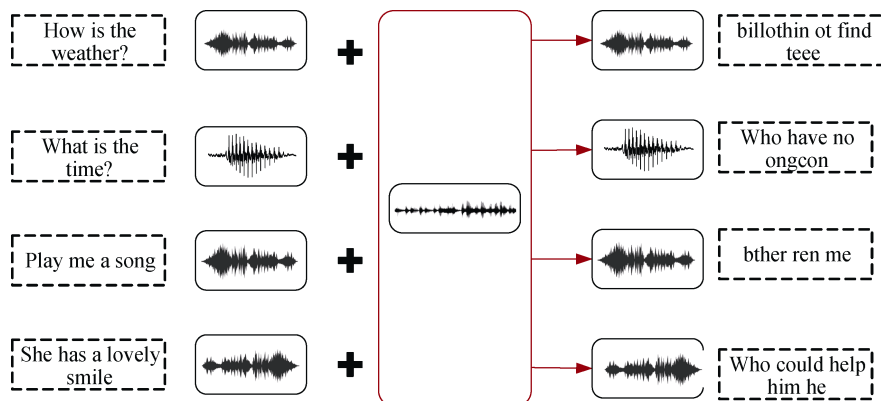 How is the
weather?
billothin ot find
teee
What is the
time?
Who have no
ongcon
Play me a song
bther ren me
She has a lovely
smile
Who could help
him he